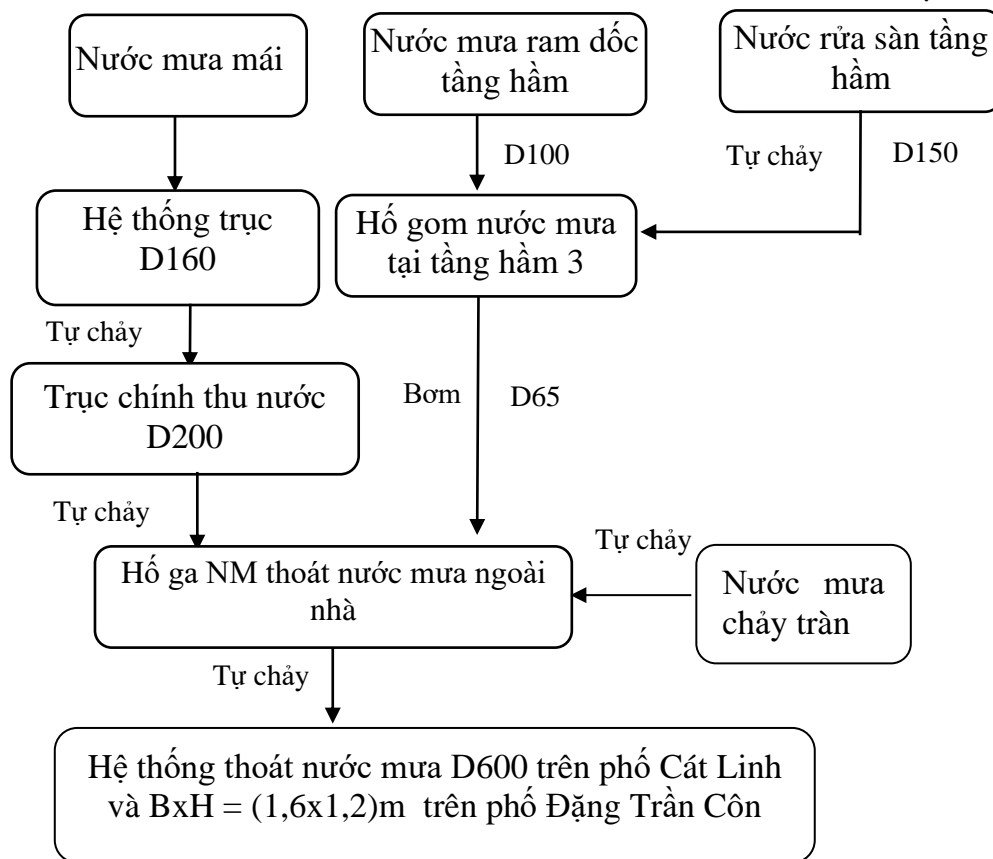 Nước mưa mái
Nước mưa ram dốc
tầng hầm
Nước rửa sàn tầng
hầm
D100
Tự chảy
D150
Hệ thống trục
D160
Hố gom nước mưa
tại tầng hầm 3
Tự chảy
Trục chính thu nước
D200
Bơm
D65
Tự chảy
Tự chảy
Hố ga NM thoát nước mưa ngoài
nhà
Nước mưa
chảy tràn
Tự chảy
Hệ thống thoát nước mưa D600 trên phố Cát Linh
và BxH = (1,6x1,2)m trên phố Đặng Trần Côn